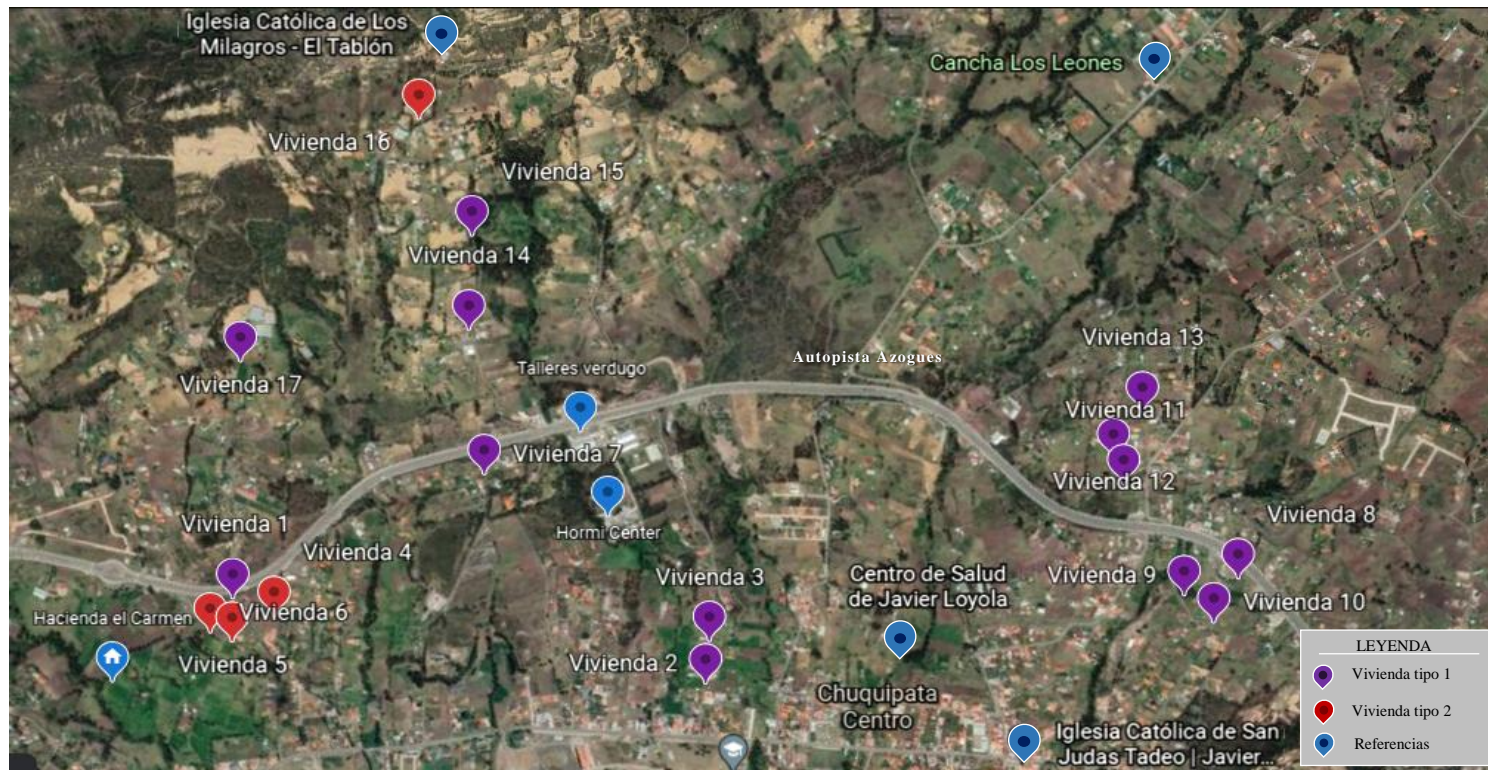 Iglesia Católica de Los
Milagros - El Tablón
Cancha Los Leones
Vivienda 16
Vivienda 15
Vivienda 14
Vivienda 13
Autopista Azogues
Talleres verdugo
Vivienda 17
Vivienda 11
Vivienda 7
Vivienda 12
Vivienda 1
Vivienda 8
Hormi Center
Vivienda 4
Vivienda 3
Centro de Salud
de Javier Loyola
Vivienda 9
Vivienda 10
Hacienda el Carmen
Vivienda 6
Vivienda 5
Vivienda 2
Chuquipata
Centro
Iglesia Católica de San
Judas Tadeo | Javier...
LEYENDA
Vivienda tipo 1
Vivienda tipo 2
Referencias